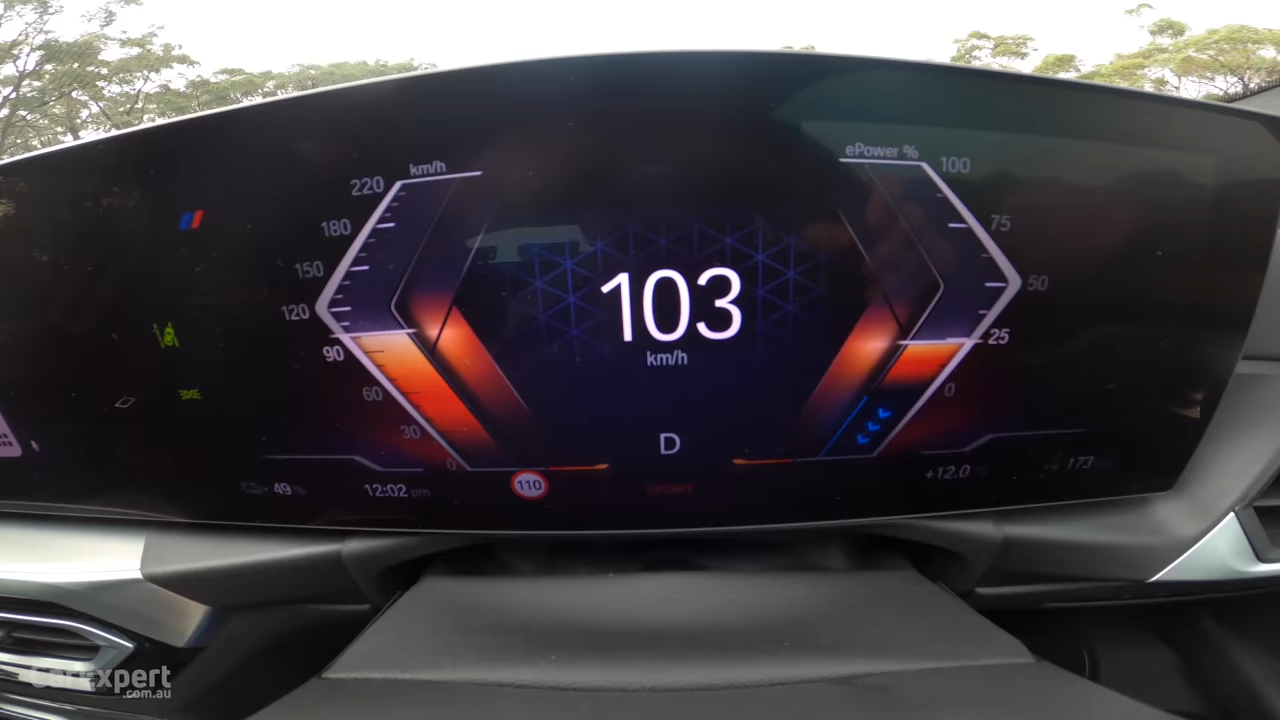 km/h
220
180
150
120
90
60
30
0
103
km/h
D
ePower %
100
75
50
25
0
49 %
12:02 pm
110
SPORT
+12.0
173
CarExpert
.com.au